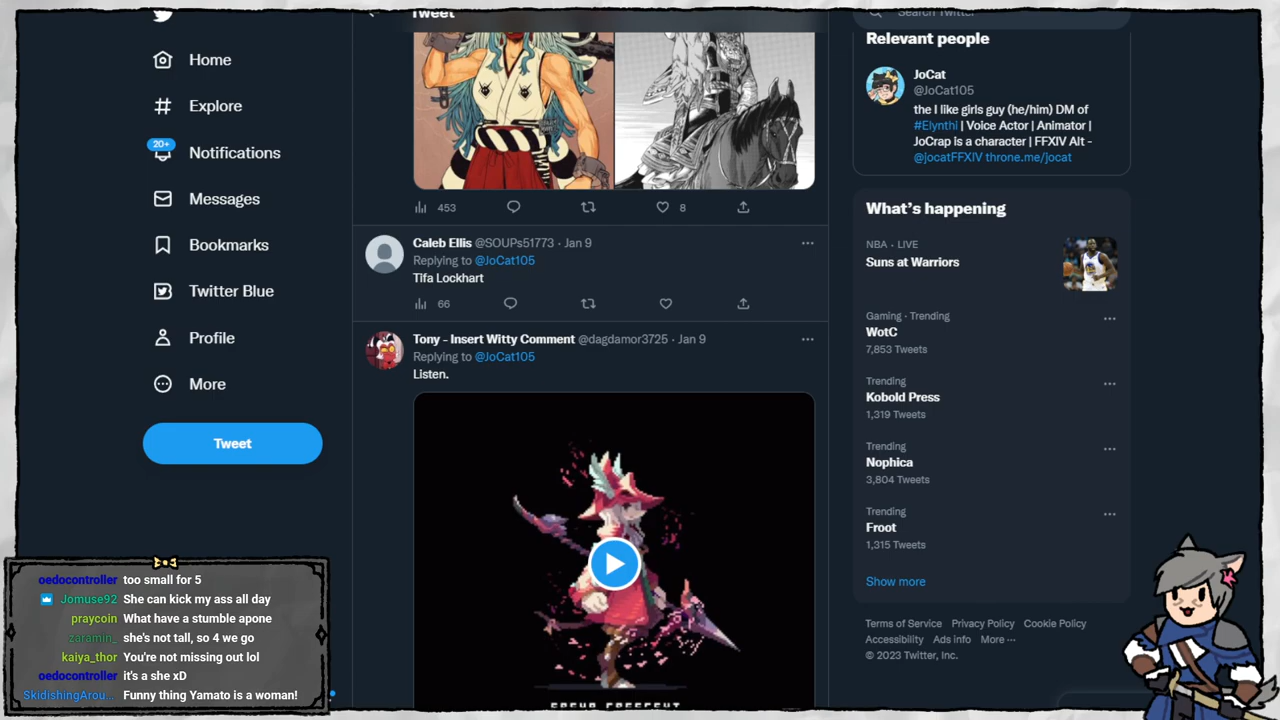 Tweet
Search Twitter
Home
Explore
20+
Notifications
Messages
Bookmarks
Twitter Blue
Profile
More
Tweet
453
8
Caleb Ellis @SOUPs51773 · Jan 9
Replying to @JoCat105
Tifa Lockhart
66
Tony - Insert Witty Comment @dagdamor3725 · Jan 9
Replying to @JoCat105
Listen.
Relevant people
JoCat
@JoCat105
the I like girls guy (he/him) DM of
#Elynthi | Voice Actor | Animator |
JoCrap is a character | FFXIV Alt -
@jocatFFXIV throne.me/jocat
What's happening
NBA · LIVE
Suns at Warriors
Gaming · Trending
WotC
7,853 Tweets
Trending
Kobold Press
1,319 Tweets
Trending
Nophica
3,804 Tweets
Trending
Froot
1,315 Tweets
Show more
Terms of Service Privacy Policy Cookie Policy
Accessibility Ads info More ···
© 2023 Twitter, Inc.
oedocontroller too small for 5
Jomuse92 She can kick my ass all day
praycoin What have a stumble apone
zaramin_ she's not tall, so 4 we go
kaiya_thor You're not missing out lol
oedocontroller it's a she xD
SkidishingArou... Funny thing Yamato is a woman!